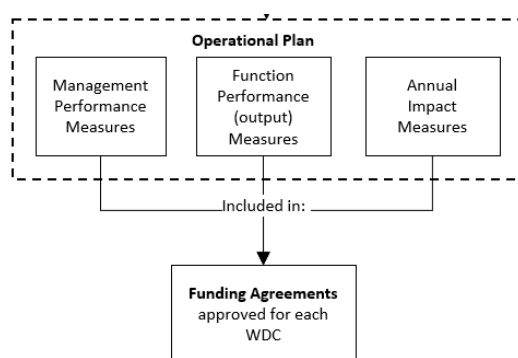 Operational Plan
Management
Performance
Measures
Function
Performance
(output)
Measures
Annual
Impact
Measures
Included in:
Funding Agreements
approved for each
WDC